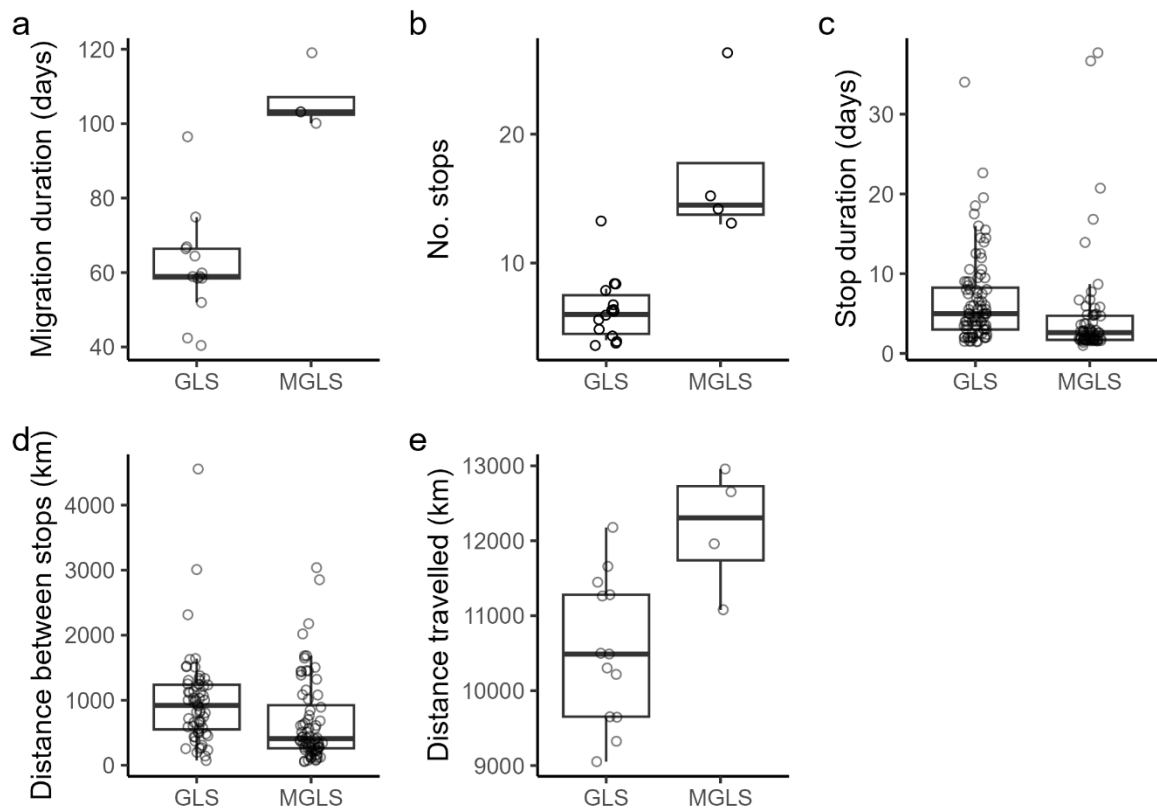 a
Migration duration (days)
120
100
80
60
40
GLS
MGLS
b
No. stops
20
10
GLS
MGLS
c
Stop duration (days)
30
20
10
0
GLS
MGLS
d
Distance between stops (km)
4000
3000
2000
1000
0
GLS
MGLS
e
Distance travelled (km)
13000
12000
11000
10000
9000
GLS
MGLS